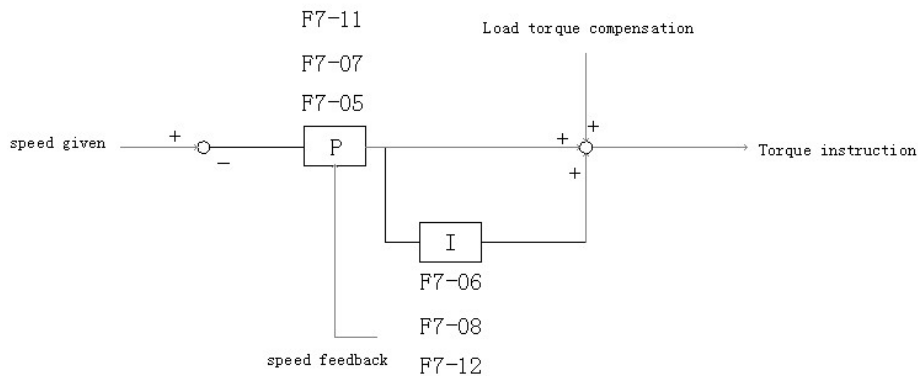 F7-11
Load torque compensation
F7-07
F7-05
+
+
+
speed given
P
Torque instruction
−
+
I
F7-06
F7-08
speed feedback
F7-12